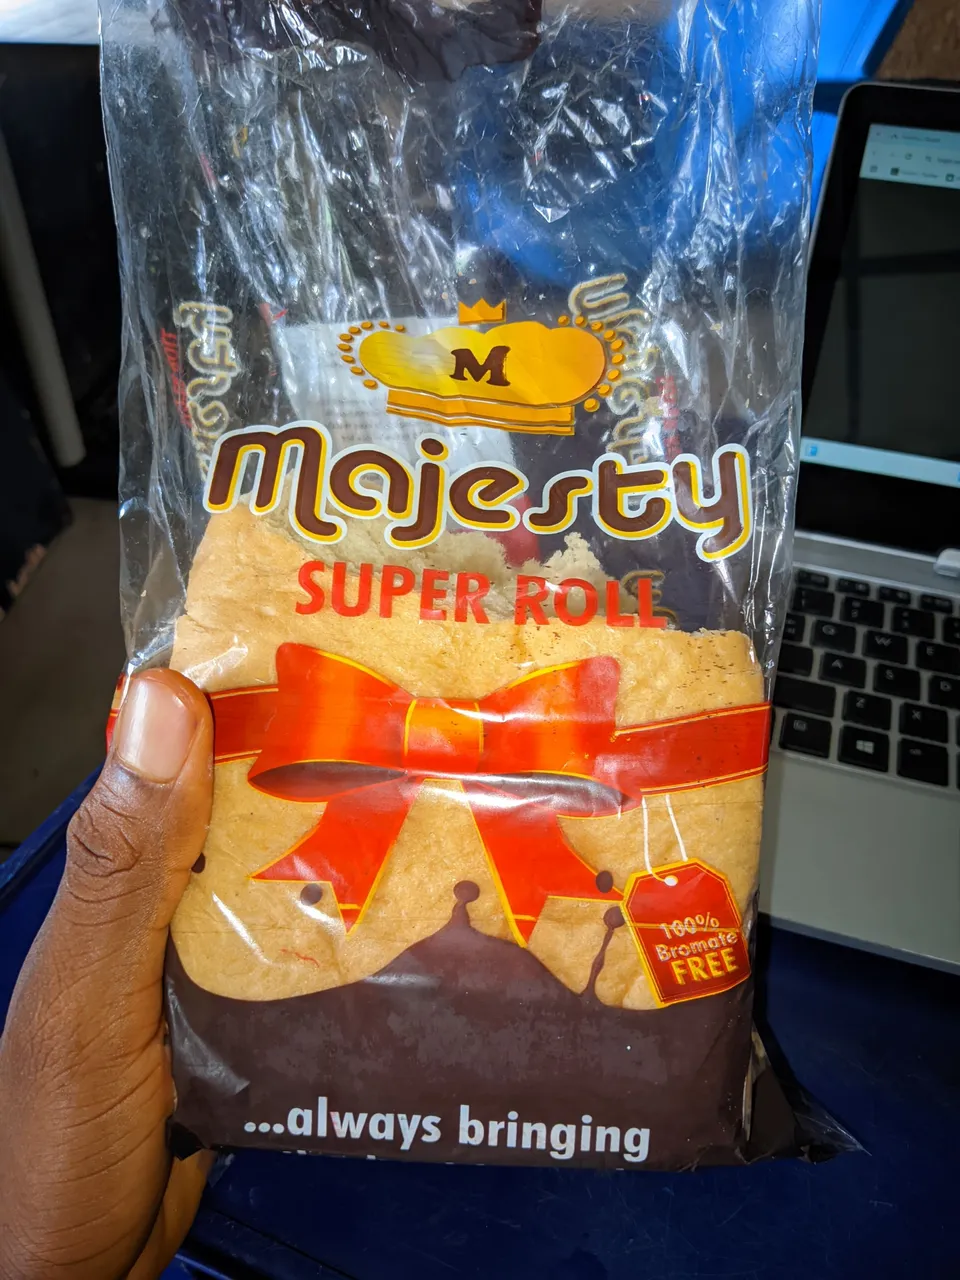 M
majesty
SUPER ROLL
100%
Bromate
FREE
...always bringing